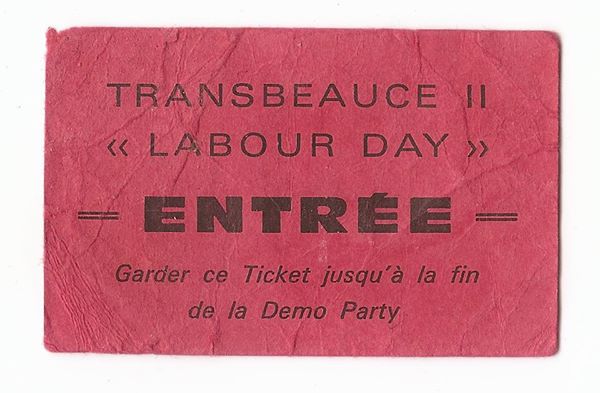 TRANSBEAUCE II
« LABOUR DAY »
= ENTRÉE =
Garder ce Ticket jusqu'à la fin
de la Demo Party